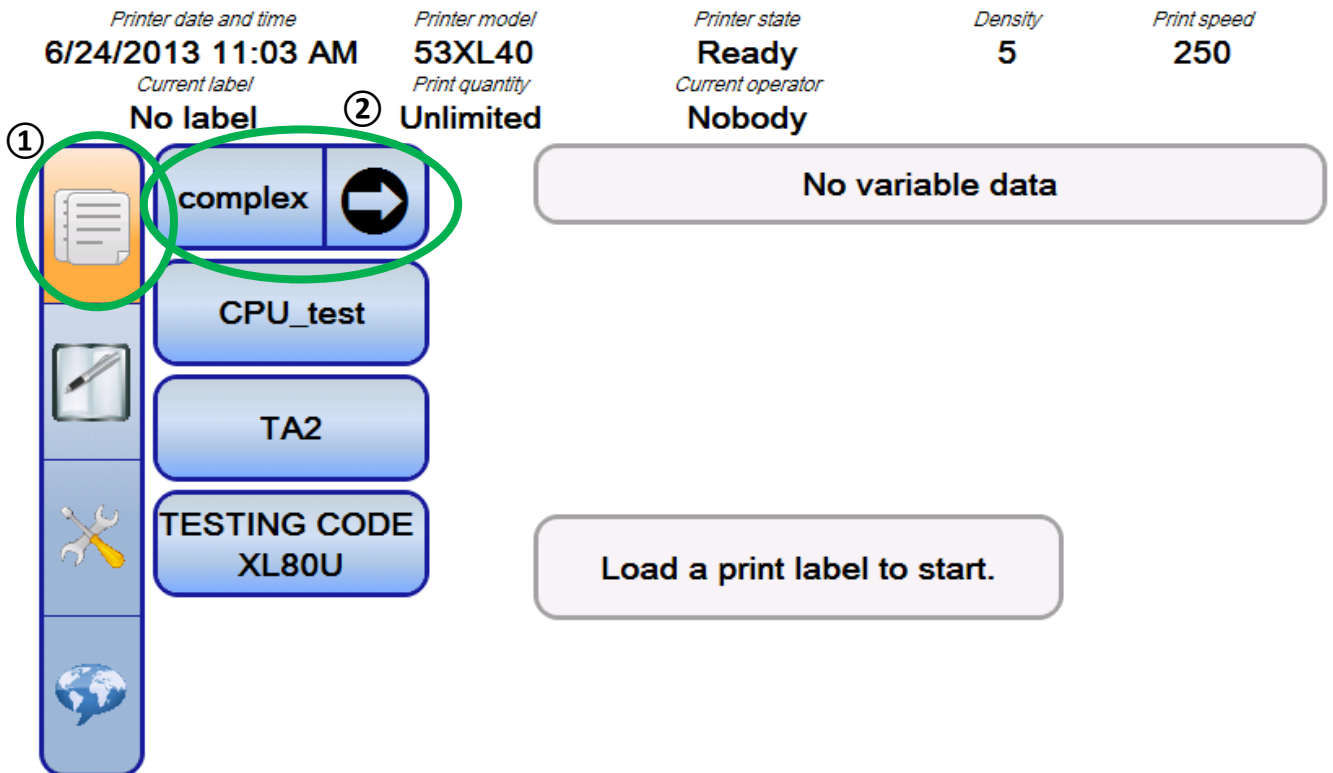 Printer date and time Printer model Printer state Density Print speed
6/24/2013 11:03 AM 53XL40 Ready 5 250
Current label Print quantity Current operator
No label Unlimited Nobody
① ②
complex
No variable data
CPU_test
TA2
TESTING CODE
XL80U
Load a print label to start.